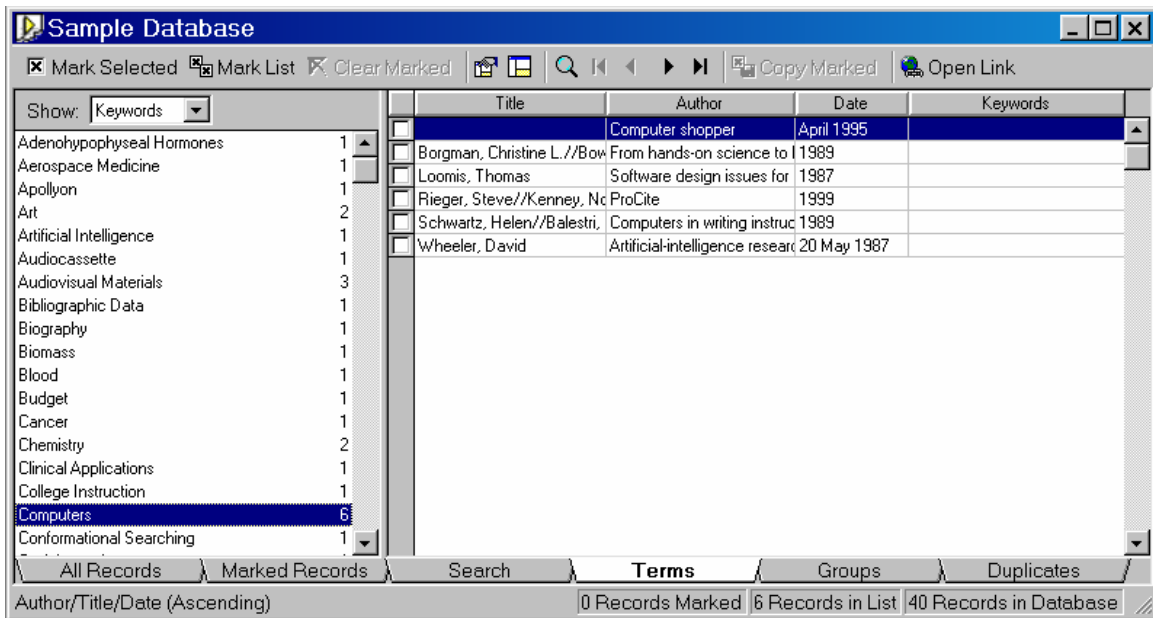 Sample Database
Mark Selected Mark List Clear Marked Copy Marked Open Link
Show: Keywords
Title Author Date Keywords
Adenohypophyseal Hormones 1
Aerospace Medicine 1
Apollyon 1
Art 2
Artificial Intelligence 1
Audiocassette 1
Audiovisual Materials 3
Bibliographic Data 1
Biography 1
Biomass 1
Blood 1
Budget 1
Cancer 1
Chemistry 2
Clinical Applications 1
College Instruction 1
Computers 6
Conformational Searching 1
Computer shopper April 1995
Borgman, Christine L.//Bow From hands-on science to 1989
Loomis, Thomas Software design issues for 1987
Rieger, Steve//Kenney, No ProCite 1999
Schwartz, Helen//Balestri, Computers in writing instruc 1989
Wheeler, David Artificial-intelligence researc 20 May 1987
All Records Marked Records Search Terms Groups Duplicates
Author/Title/Date (Ascending) 0 Records Marked 6 Records in List 40 Records in Database